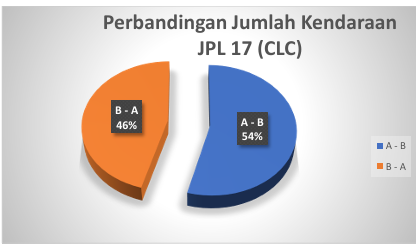 Perbandingan Jumlah Kendaraan
JPL 17 (CLC)
B - A
46%
A - B
54%
A - B
B - A